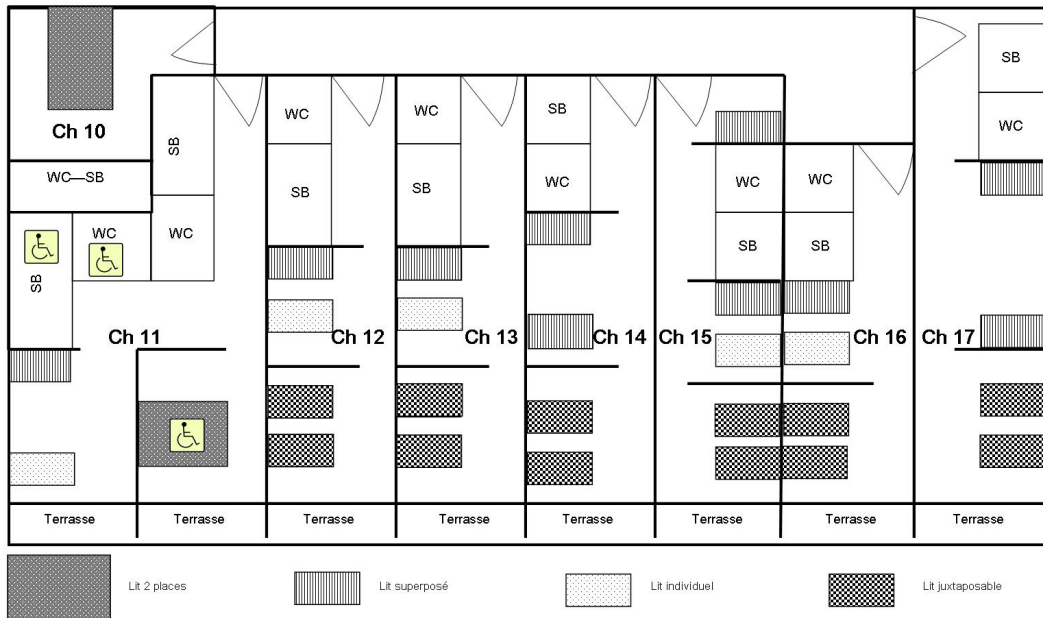 SB
WC
SB
WC
WC
SB
Ch 10
SB
WC
WC
SB
SB
WC
WC
WC
WC—SB
SB
WC
WC
SB
SB
SB
Ch 11
Ch 12
Ch 13
Ch 14
Ch 15
Ch 16
Ch 17
Terrasse
Terrasse
Terrasse
Terrasse
Terrasse
Terrasse
Terrasse
Terrasse
Lit 2 places
Lit superposé
Lit individuel
Lit juxtaposable